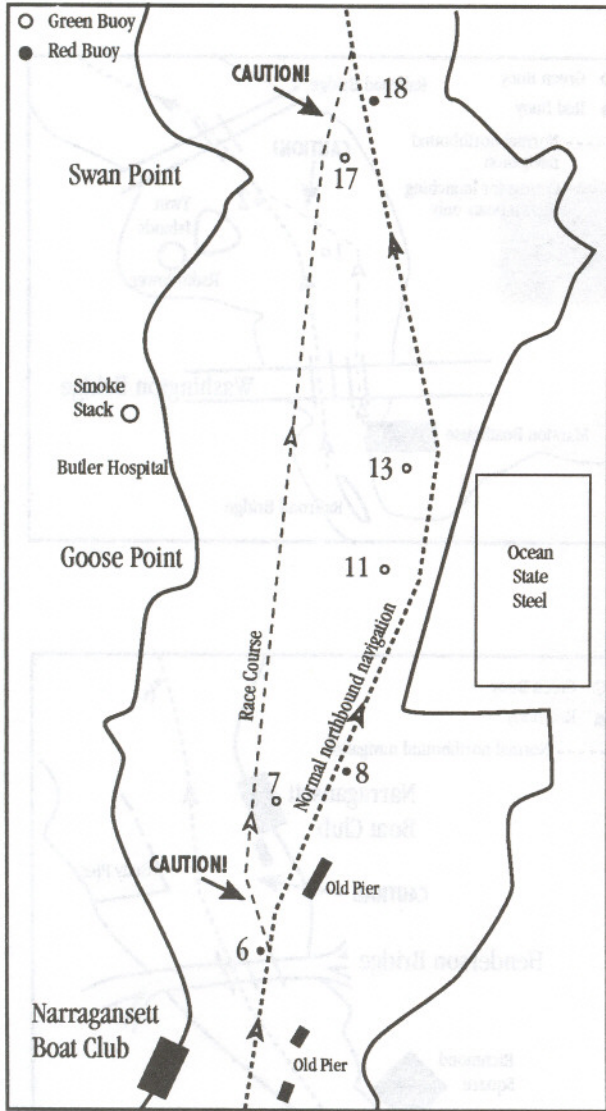 Green Buoy
Red Buoy
CAUTION!
18
17
Swan Point
Smoke
Stack
Butler Hospital
13
Goose Point
11
Ocean
State
Steel
Race Course
Normal northbound navigation
8
7
CAUTION!
Old Pier
6
Narragansett
Boat Club
Old Pier